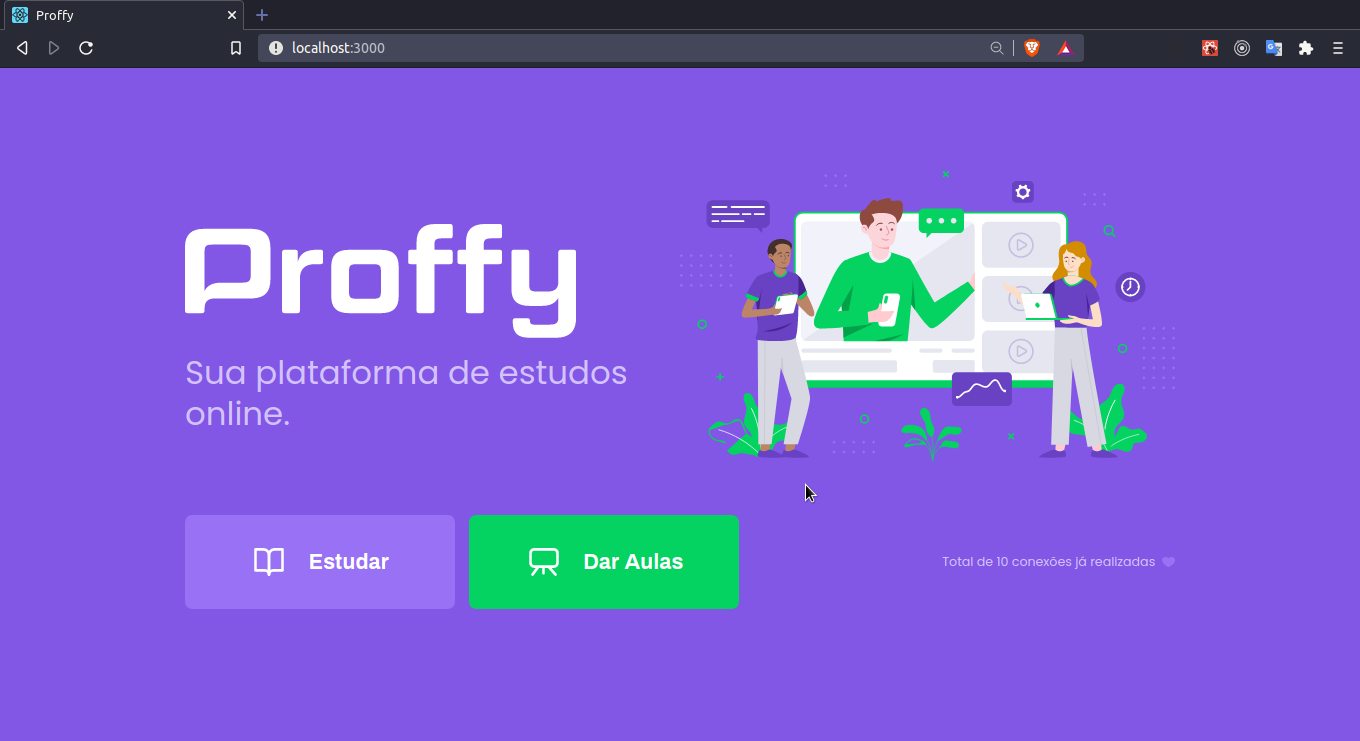 Proffy
localhost:3000
Proffy
Sua plataforma de estudos
online.
Estudar
Dar Aulas
Total de 10 conexões já realizadas